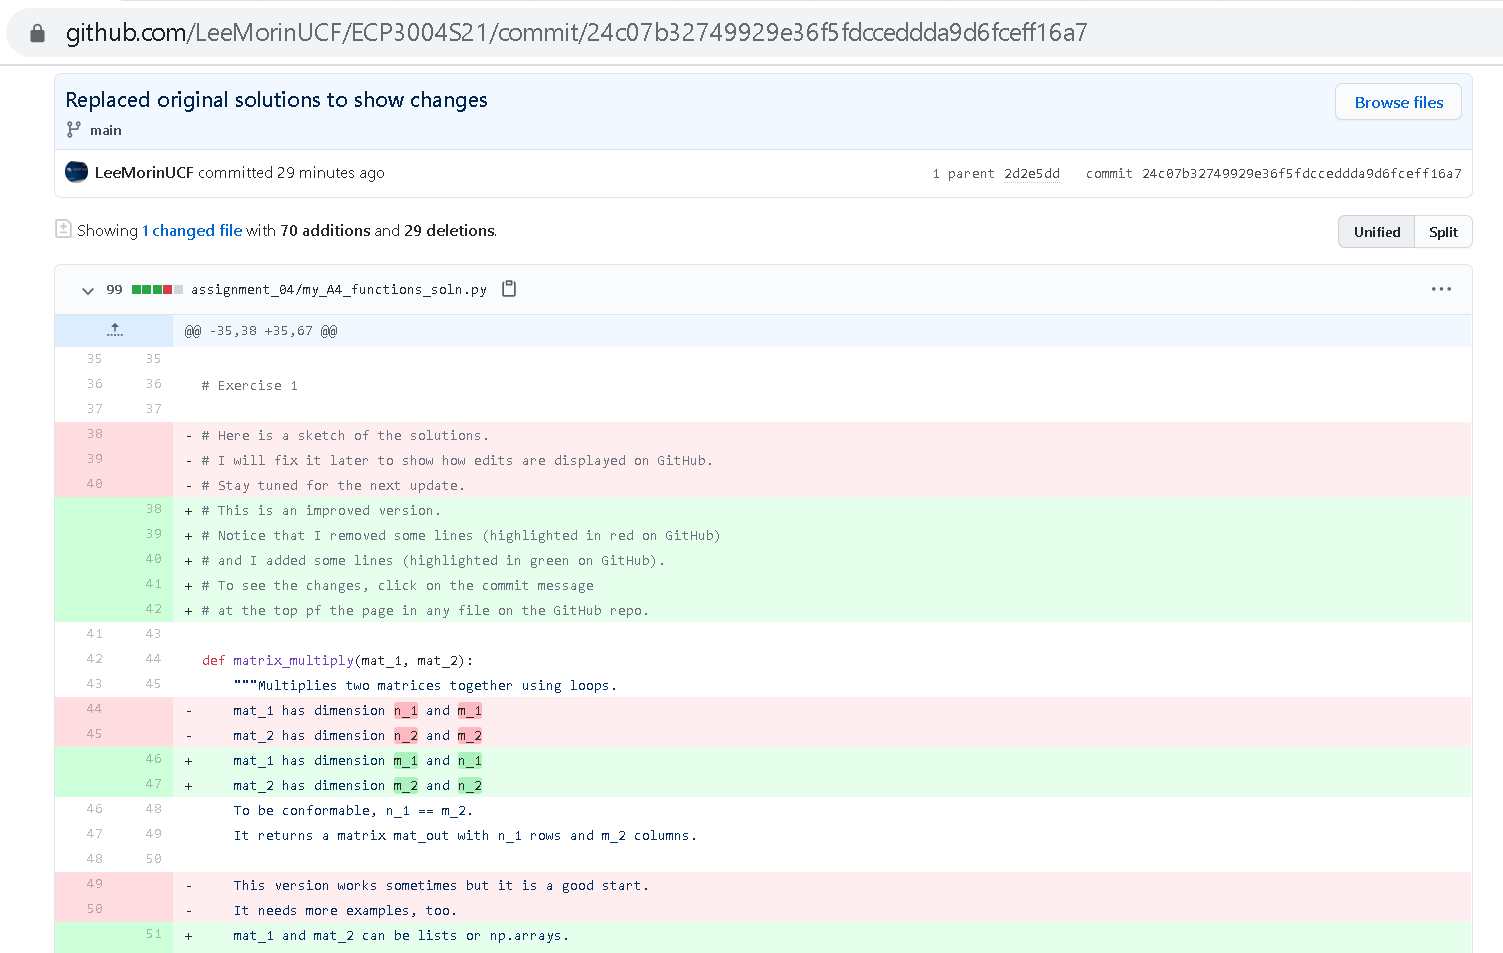 github.com/LeeMorinUCF/ECP3004S21/commit/24c07b32749929e36f5fdcceddda9d6fceff16a7
Replaced original solutions to show changes
Browse files
main
LeeMorinUCF committed 29 minutes ago
1 parent 2d2e5dd commit 24c07b32749929e36f5fdcceddda9d6fceff16a7
Showing 1 changed file with 70 additions and 29 deletions.
Unified Split
99 assignment_04/my_A4_functions_soln.py
@@ -35,38 +35,67 @@
35 35
36 36 # Exercise 1
37 37
38 - # Here is a sketch of the solutions.
39 - # I will fix it later to show how edits are displayed on GitHub.
40 - # Stay tuned for the next update.
38 + # This is an improved version.
39 + # Notice that I removed some lines (highlighted in red on GitHub)
40 + # and I added some lines (highlighted in green on GitHub).
41 + # To see the changes, click on the commit message
42 + # at the top pf the page in any file on the GitHub repo.
41 43
42 44 def matrix_multiply(mat_1, mat_2):
43 45 """Multiplies two matrices together using loops.
44 - mat_1 has dimension n_1 and m_1
45 - mat_2 has dimension n_2 and m_2
46 + mat_1 has dimension m_1 and n_1
47 + mat_2 has dimension m_2 and n_2
46 48 To be conformable, n_1 == m_2.
47 49 It returns a matrix mat_out with n_1 rows and m_2 columns.
48 50
49 - This version works sometimes but it is a good start.
50 - It needs more examples, too.
51 + mat_1 and mat_2 can be lists or np.arrays.